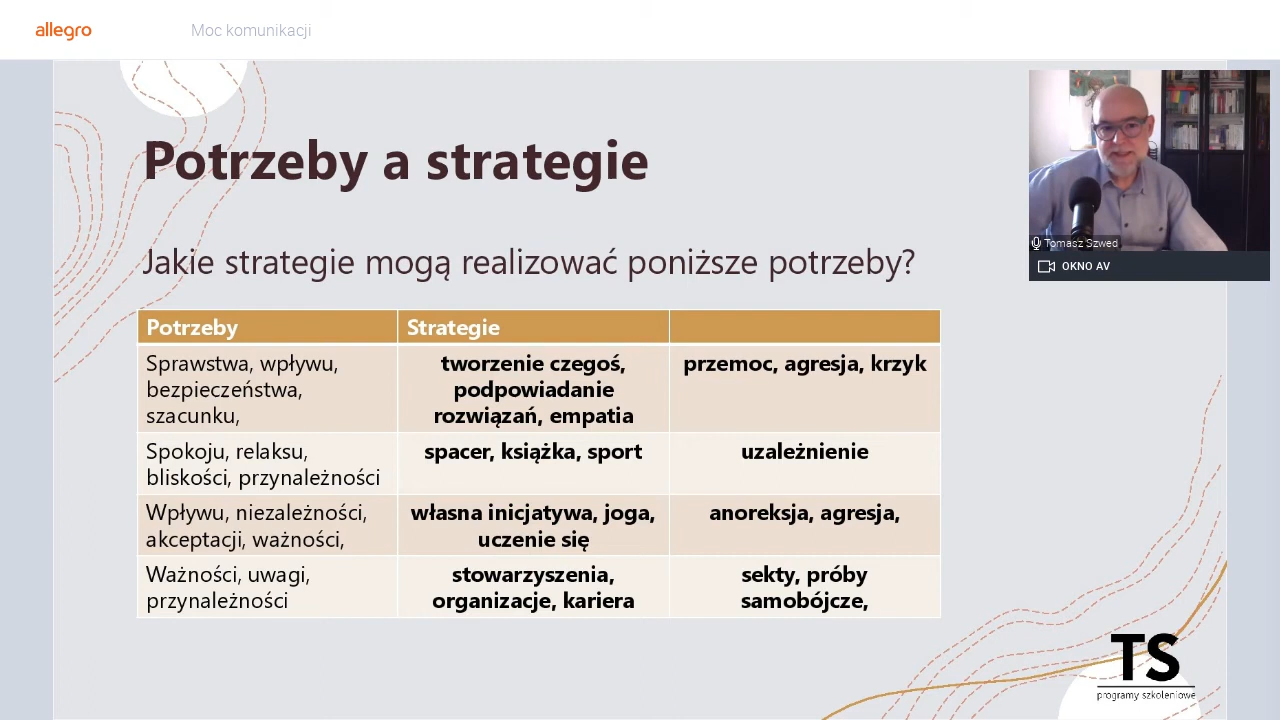 allegro
Moc komunikacji
Potrzeby a strategie
Jakie strategie mogą realizować poniższe potrzeby?
Potrzeby
Strategie
Sprawstwa, wpływu,
bezpieczeństwa,
szacunku,
tworzenie czegoś,
podpowiadanie
rozwiązań, empatia
przemoc, agresja, krzyk
Spokoju, relaksu,
bliskości, przynależności
spacer, książka, sport
uzależnienie
Wpływu, niezależności,
akceptacji, ważności,
własna inicjatywa, joga,
uczenie się
anoreksja, agresja,
Ważności, uwagi,
przynależności
stowarzyszenia,
organizacje, kariera
sekty, próby
samobójcze,
Tomasz Szwed
OKNO AV
TS
programy szkoleniowe